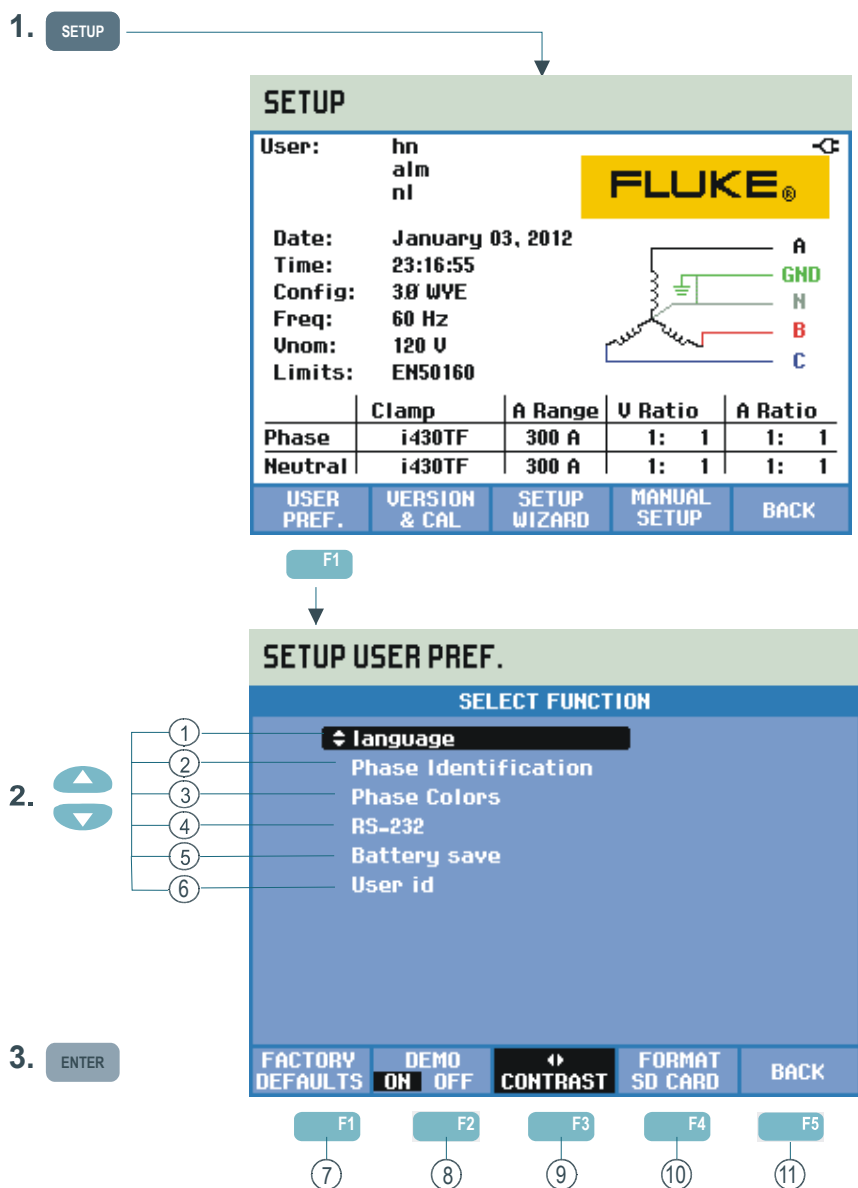 1. SETUP
SETUP
User: hn
alm
nl
FLUKE®
Date: January 03, 2012
Time: 23:16:55
Config: 3Ø WYE
Freq: 60 Hz
Vnom: 120 V
Limits: EN50160
A
GND
N
B
C
Clamp A Range V Ratio A Ratio
Phase i430TF 300 A 1: 1 1: 1
Neutral i430TF 300 A 1: 1 1: 1
USER PREF. VERSION & CAL SETUP WIZARD MANUAL SETUP BACK
F1
SETUP USER PREF.
SELECT FUNCTION
2.
1 language
2 Phase Identification
3 Phase Colors
4 RS-232
5 Battery save
6 User id
3. ENTER
FACTORY DEFAULTS DEMO ON OFF CONTRAST FORMAT SD CARD BACK
F1 F2 F3 F4 F5
7 8 9 10 11